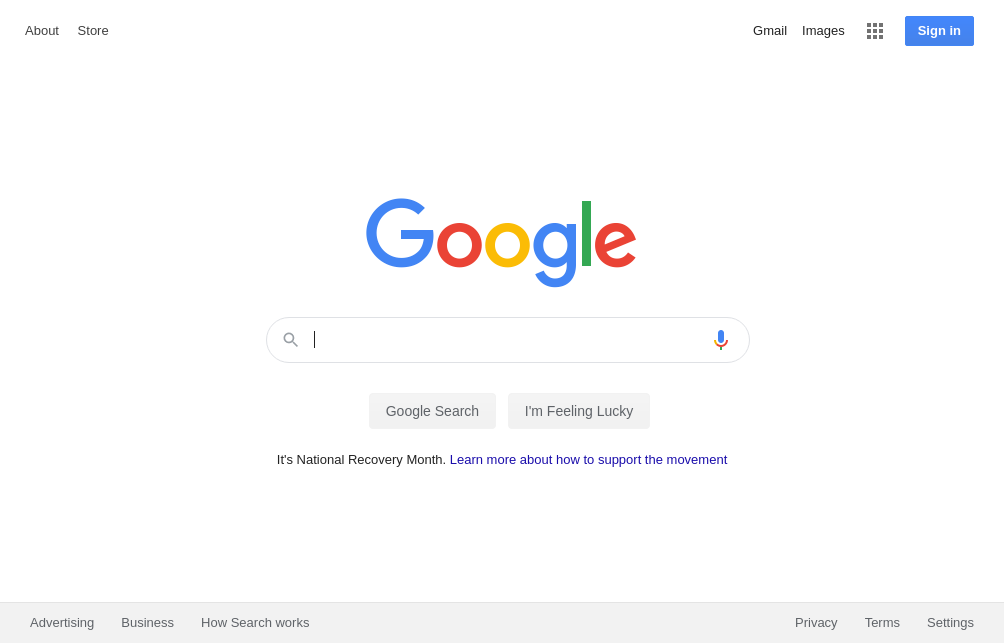 About Store Gmail Images Sign in
Google
Google Search I'm Feeling Lucky
It's National Recovery Month. Learn more about how to support the movement
Advertising Business How Search works Privacy Terms Settings